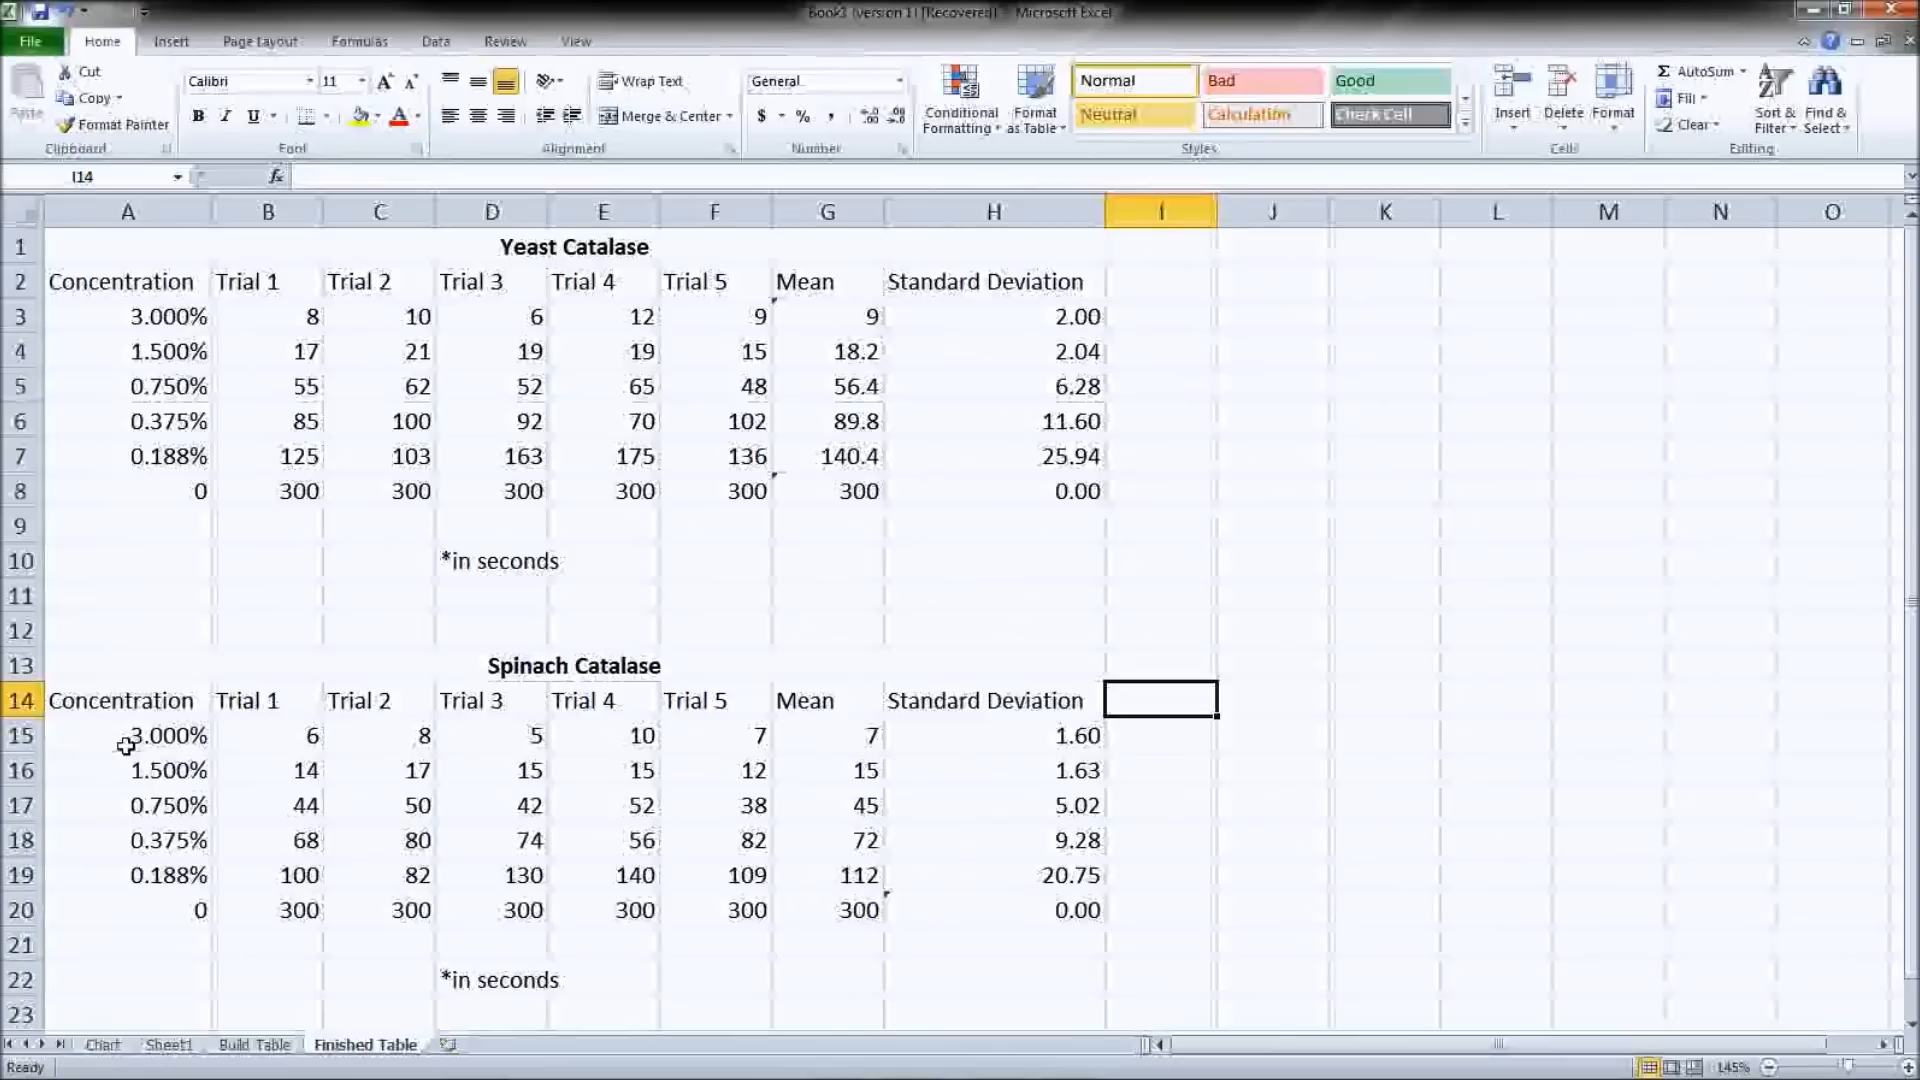 Book3 (version 1) [Recovered] - Microsoft Excel
File Home Insert Page Layout Formulas Data Review View
Paste
Cut
Copy
Format Painter
Calibri 11
B I U
Wrap Text
Merge & Center
General
$ % ,
Conditional Formatting
Format as Table
Normal Bad Good
Neutral Calculation Check Cell
Insert Delete Format
Σ AutoSum
Fill
Clear
Sort & Filter
Find & Select
Clipboard Font Alignment Number Styles Cells Editing
I14 fx
A B C D E F G H I J K L M N O
1 Yeast Catalase
2 Concentration Trial 1 Trial 2 Trial 3 Trial 4 Trial 5 Mean Standard Deviation
3 3.000% 8 10 6 12 9 9 2.00
4 1.500% 17 21 19 19 15 18.2 2.04
5 0.750% 55 62 52 65 48 56.4 6.28
6 0.375% 85 100 92 70 102 89.8 11.60
7 0.188% 125 103 163 175 136 140.4 25.94
8 0 300 300 300 300 300 300 0.00
9
10 *in seconds
11
12
13 Spinach Catalase
14 Concentration Trial 1 Trial 2 Trial 3 Trial 4 Trial 5 Mean Standard Deviation
15 3.000% 6 8 5 10 7 7 1.60
16 1.500% 14 17 15 15 12 15 1.63
17 0.750% 44 50 42 52 38 45 5.02
18 0.375% 68 80 74 56 82 72 9.28
19 0.188% 100 82 130 140 109 112 20.75
20 0 300 300 300 300 300 300 0.00
21
22 *in seconds
23
Chart Sheet1 Build Table Finished Table
Ready 145%